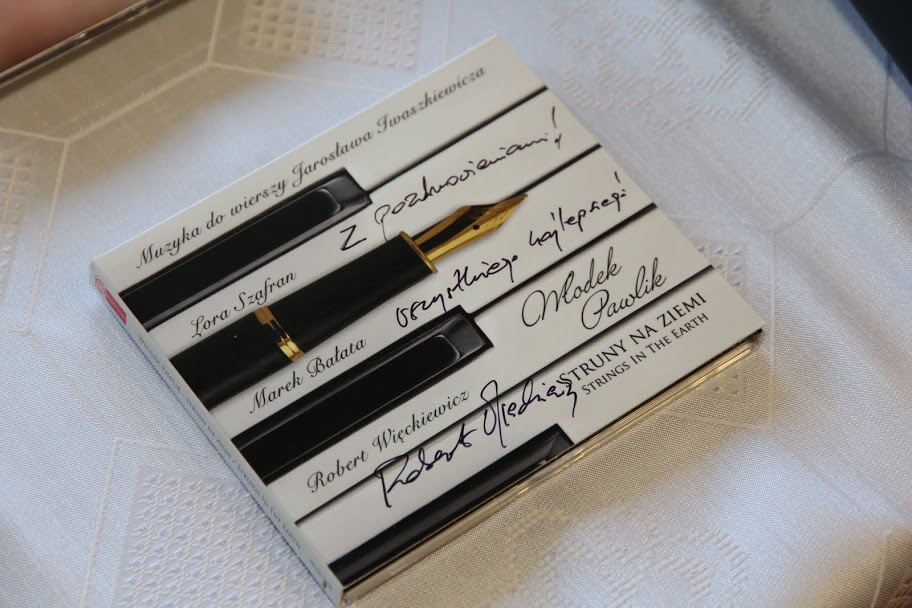 Muzyka do wierszy Jarosława Iwaszkiewicza
Z pozdrowieniami!
Lora Szafran
wszystkiego najlepszego!
Marek Bałata
Włodek
Pawlik
STRUNY NA ZIEMI
STRINGS IN THE EARTH
Robert Więckiewicz
Robert